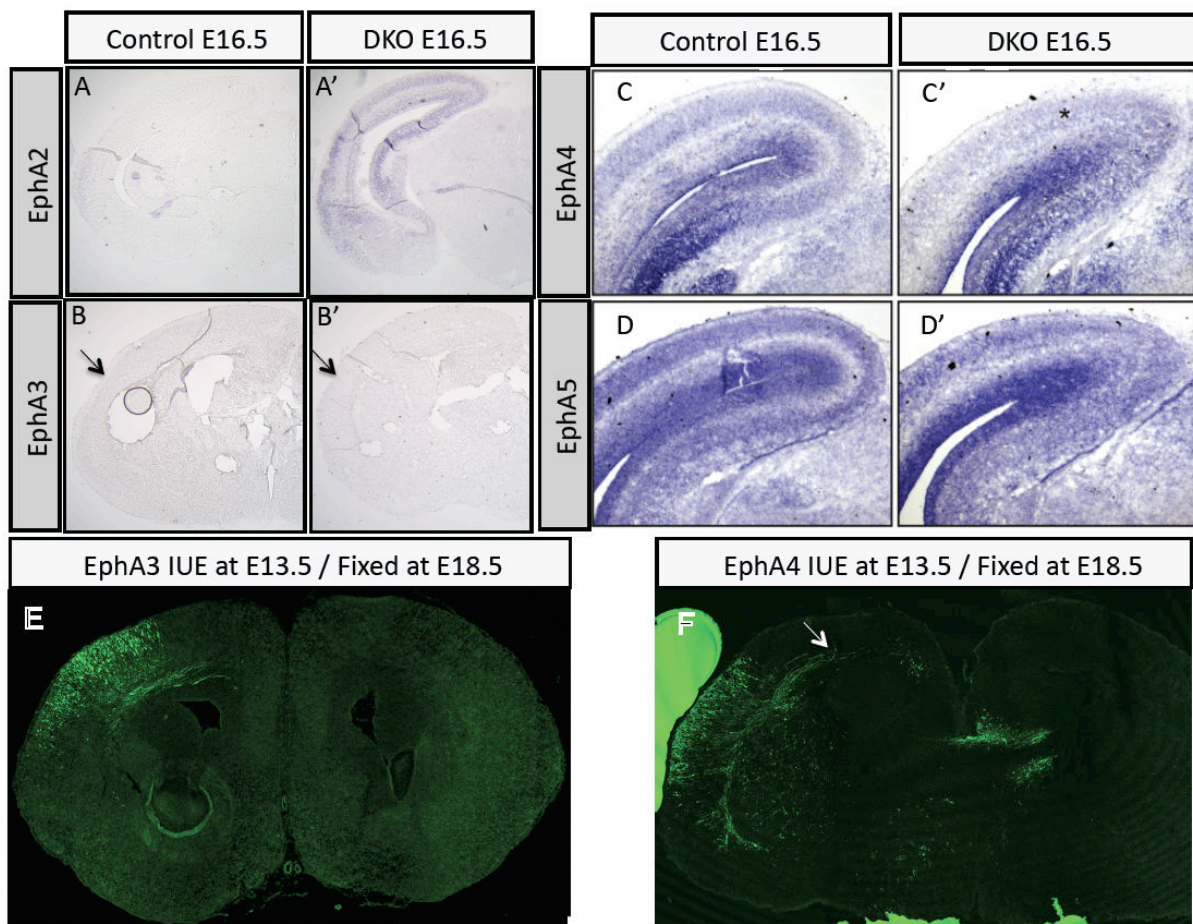 Control E16.5
DKO E16.5
Control E16.5
DKO E16.5
EphA2
A
A'
EphA4
C
C'
*
EphA3
B
B'
EphA5
D
D'
EphA3 IUE at E13.5 / Fixed at E18.5
EphA4 IUE at E13.5 / Fixed at E18.5
E
F